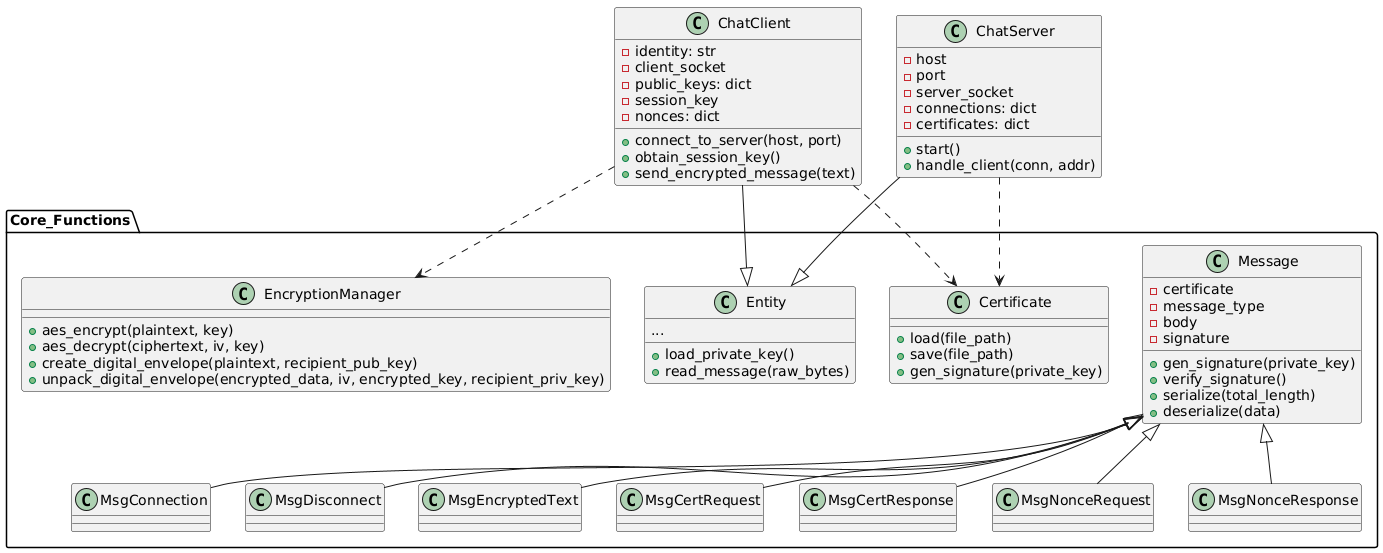 C ChatClient
identity: str
client_socket
public_keys: dict
session_key
nonces: dict
connect_to_server(host, port)
obtain_session_key()
send_encrypted_message(text)
C ChatServer
host
port
server_socket
connections: dict
certificates: dict
start()
handle_client(conn, addr)
Core_Functions
C EncryptionManager
aes_encrypt(plaintext, key)
aes_decrypt(ciphertext, iv, key)
create_digital_envelope(plaintext, recipient_pub_key)
unpack_digital_envelope(encrypted_data, iv, encrypted_key, recipient_priv_key)
C Entity
...
load_private_key()
read_message(raw_bytes)
C Certificate
load(file_path)
save(file_path)
gen_signature(private_key)
C Message
certificate
message_type
body
signature
gen_signature(private_key)
verify_signature()
serialize(total_length)
deserialize(data)
C MsgConnection
C MsgDisconnect
C MsgEncryptedText
C MsgCertRequest
C MsgCertResponse
C MsgNonceRequest
C MsgNonceResponse